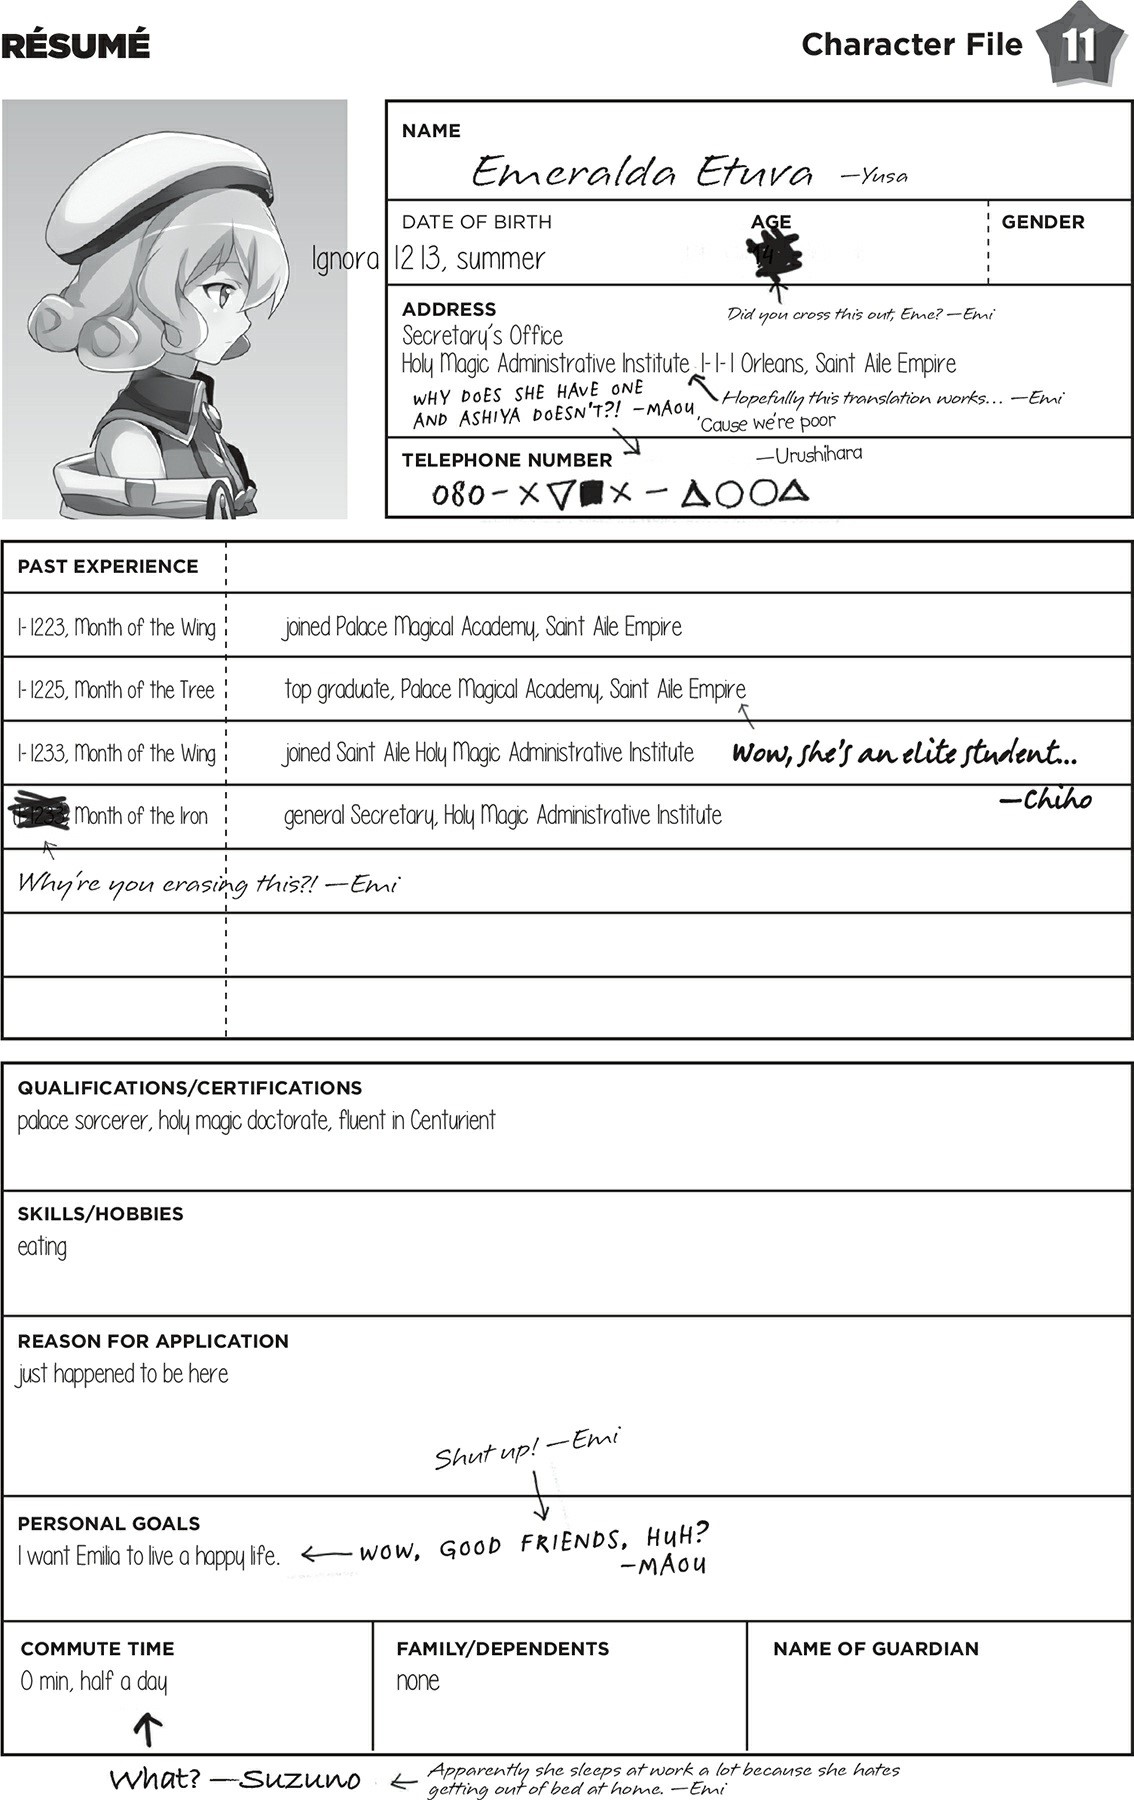 RÉSUMÉ
Character File 11
NAME
Emeralda Etuva —Yusa
DATE OF BIRTH
AGE
GENDER
Ignora 1213, summer
14
Did you cross this out, Eme? —Emi
ADDRESS
Secretary's Office
Holy Magic Administrative Institute 1-1-1 Orleans, Saint Aile Empire
WHY DOES SHE HAVE ONE
AND ASHIYA DOESN'T?! —MAOU
Hopefully this translation works... —Emi
'Cause we're poor
—Urushihara
TELEPHONE NUMBER
080-×▽■×-△○○△
PAST EXPERIENCE
1-1223, Month of the Wing joined Palace Magical Academy, Saint Aile Empire
1-1225, Month of the Tree top graduate, Palace Magical Academy, Saint Aile Empire
1-1233, Month of the Wing joined Saint Aile Holy Magic Administrative Institute
Wow, she's an elite student...
—Chiho
1-1233, Month of the Iron general Secretary, Holy Magic Administrative Institute
Why're you erasing this?! —Emi
QUALIFICATIONS/CERTIFICATIONS
palace sorcerer, holy magic doctorate, fluent in Centurient
SKILLS/HOBBIES
eating
REASON FOR APPLICATION
just happened to be here
Shut up! —Emi
PERSONAL GOALS
I want Emilia to live a happy life.
WOW, GOOD FRIENDS, HUH?
—MAOU
COMMUTE TIME
0 min, half a day
FAMILY/DEPENDENTS
none
NAME OF GUARDIAN
What? —Suzuno
Apparently she sleeps at work a lot because she hates
getting out of bed at home. —Emi